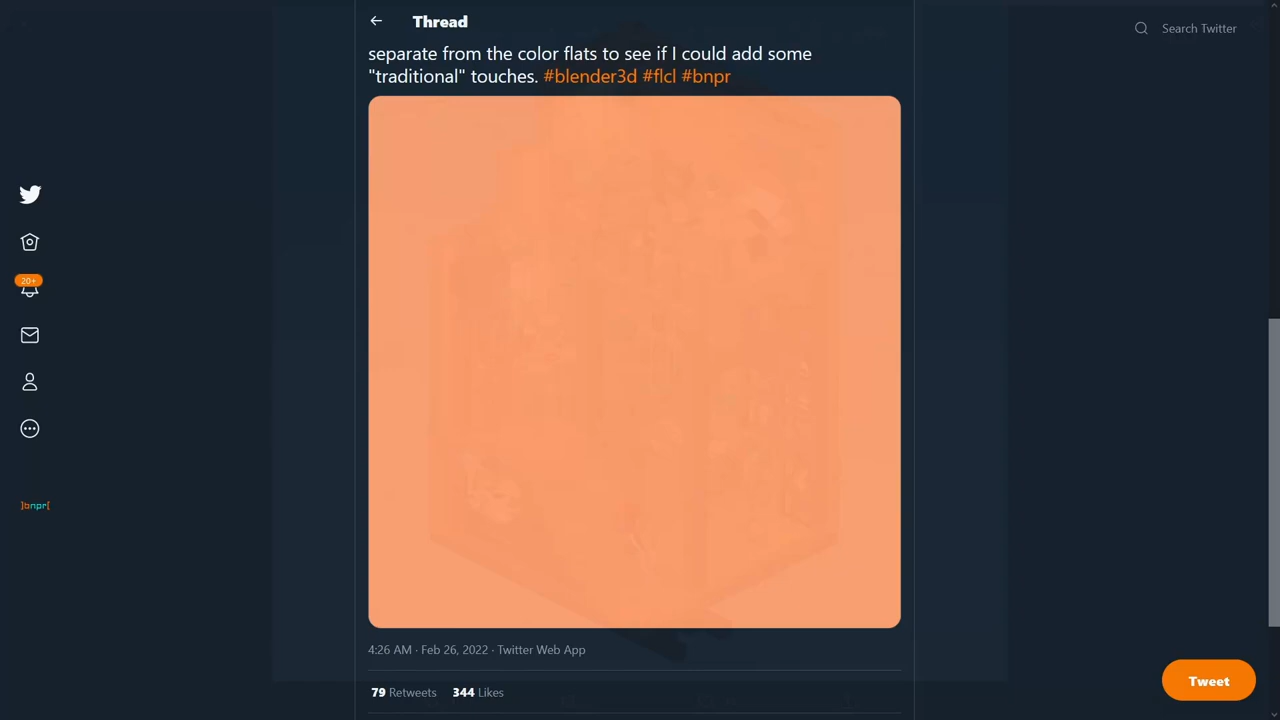 Thread
Search Twitter
separate from the color flats to see if I could add some
"traditional" touches. #blender3d #flcl #bnpr
20+
]bnpr[
4:26 AM · Feb 26, 2022 · Twitter Web App
79 Retweets 344 Likes
Tweet